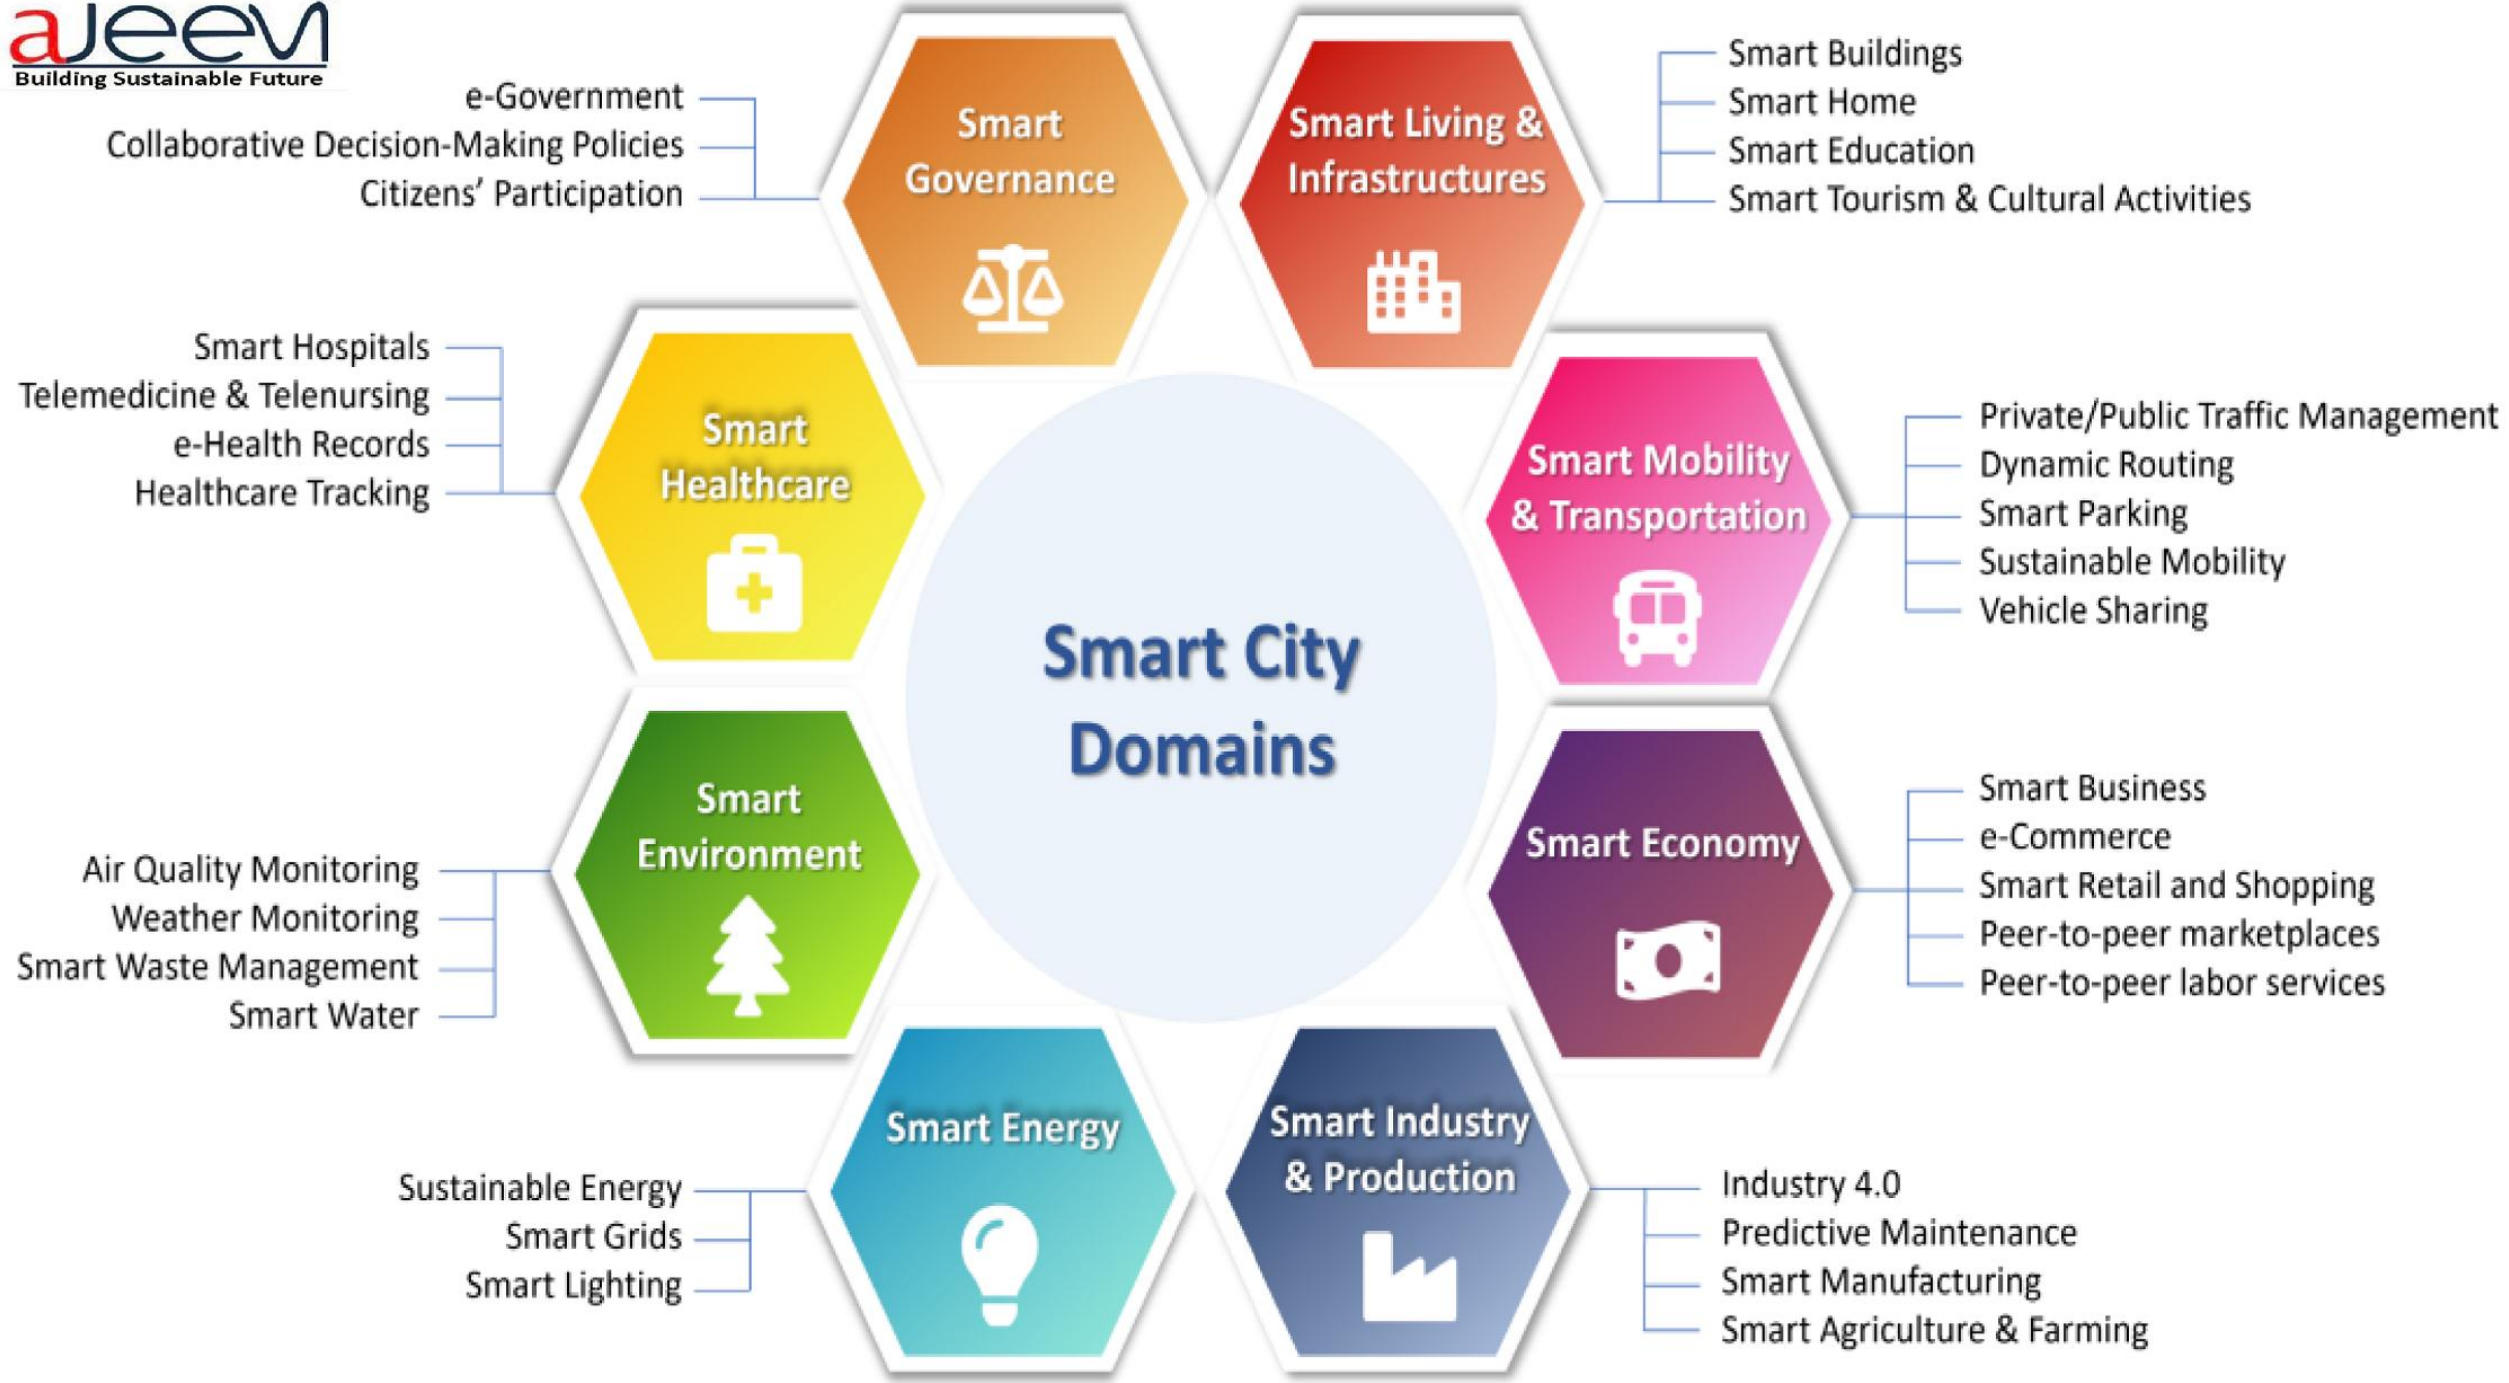 aJeevi
Building Sustainable Future
e-Government
Collaborative Decision-Making Policies
Citizens’ Participation
Smart
Governance
Smart Living &
Infrastructures
Smart Buildings
Smart Home
Smart Education
Smart Tourism & Cultural Activities
Smart Hospitals
Telemedicine & Telenursing
e-Health Records
Healthcare Tracking
Smart
Healthcare
Smart Mobility
& Transportation
Private/Public Traffic Management
Dynamic Routing
Smart Parking
Sustainable Mobility
Vehicle Sharing
Smart City
Domains
Air Quality Monitoring
Weather Monitoring
Smart Waste Management
Smart Water
Smart
Environment
Smart Economy
Smart Business
e-Commerce
Smart Retail and Shopping
Peer-to-peer marketplaces
Peer-to-peer labor services
Sustainable Energy
Smart Grids
Smart Lighting
Smart Energy
Smart Industry
& Production
Industry 4.0
Predictive Maintenance
Smart Manufacturing
Smart Agriculture & Farming